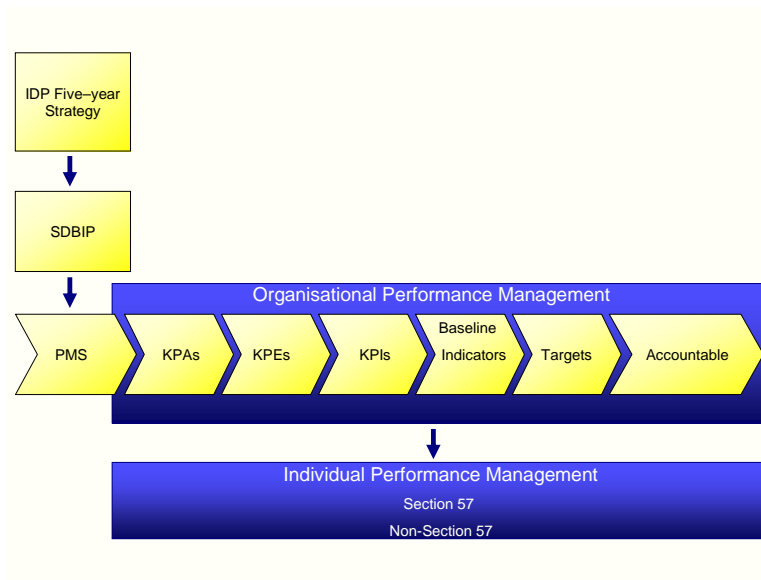 IDP Five–year
Strategy
SDBIP
Organisational Performance Management
PMS
KPAs
KPEs
KPIs
Baseline
Indicators
Targets
Accountable
Individual Performance Management
Section 57
Non-Section 57